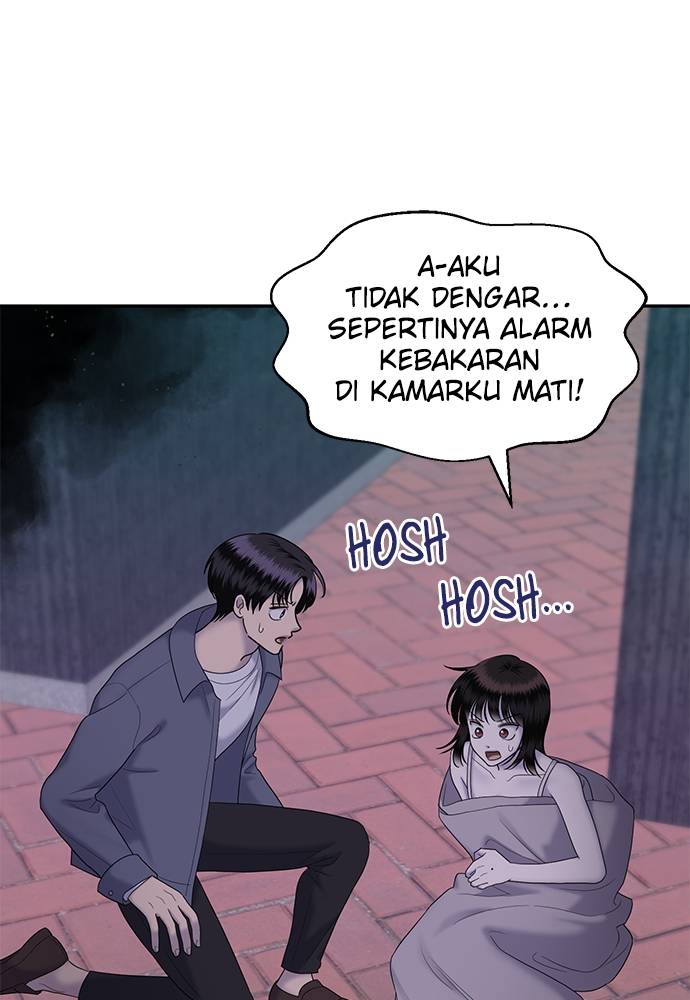 A-AKU
TIDAK DENGAR...
SEPERTINYA ALARM
KEBAKARAN
DI KAMARKU MATI!
HOSH
HOSH...